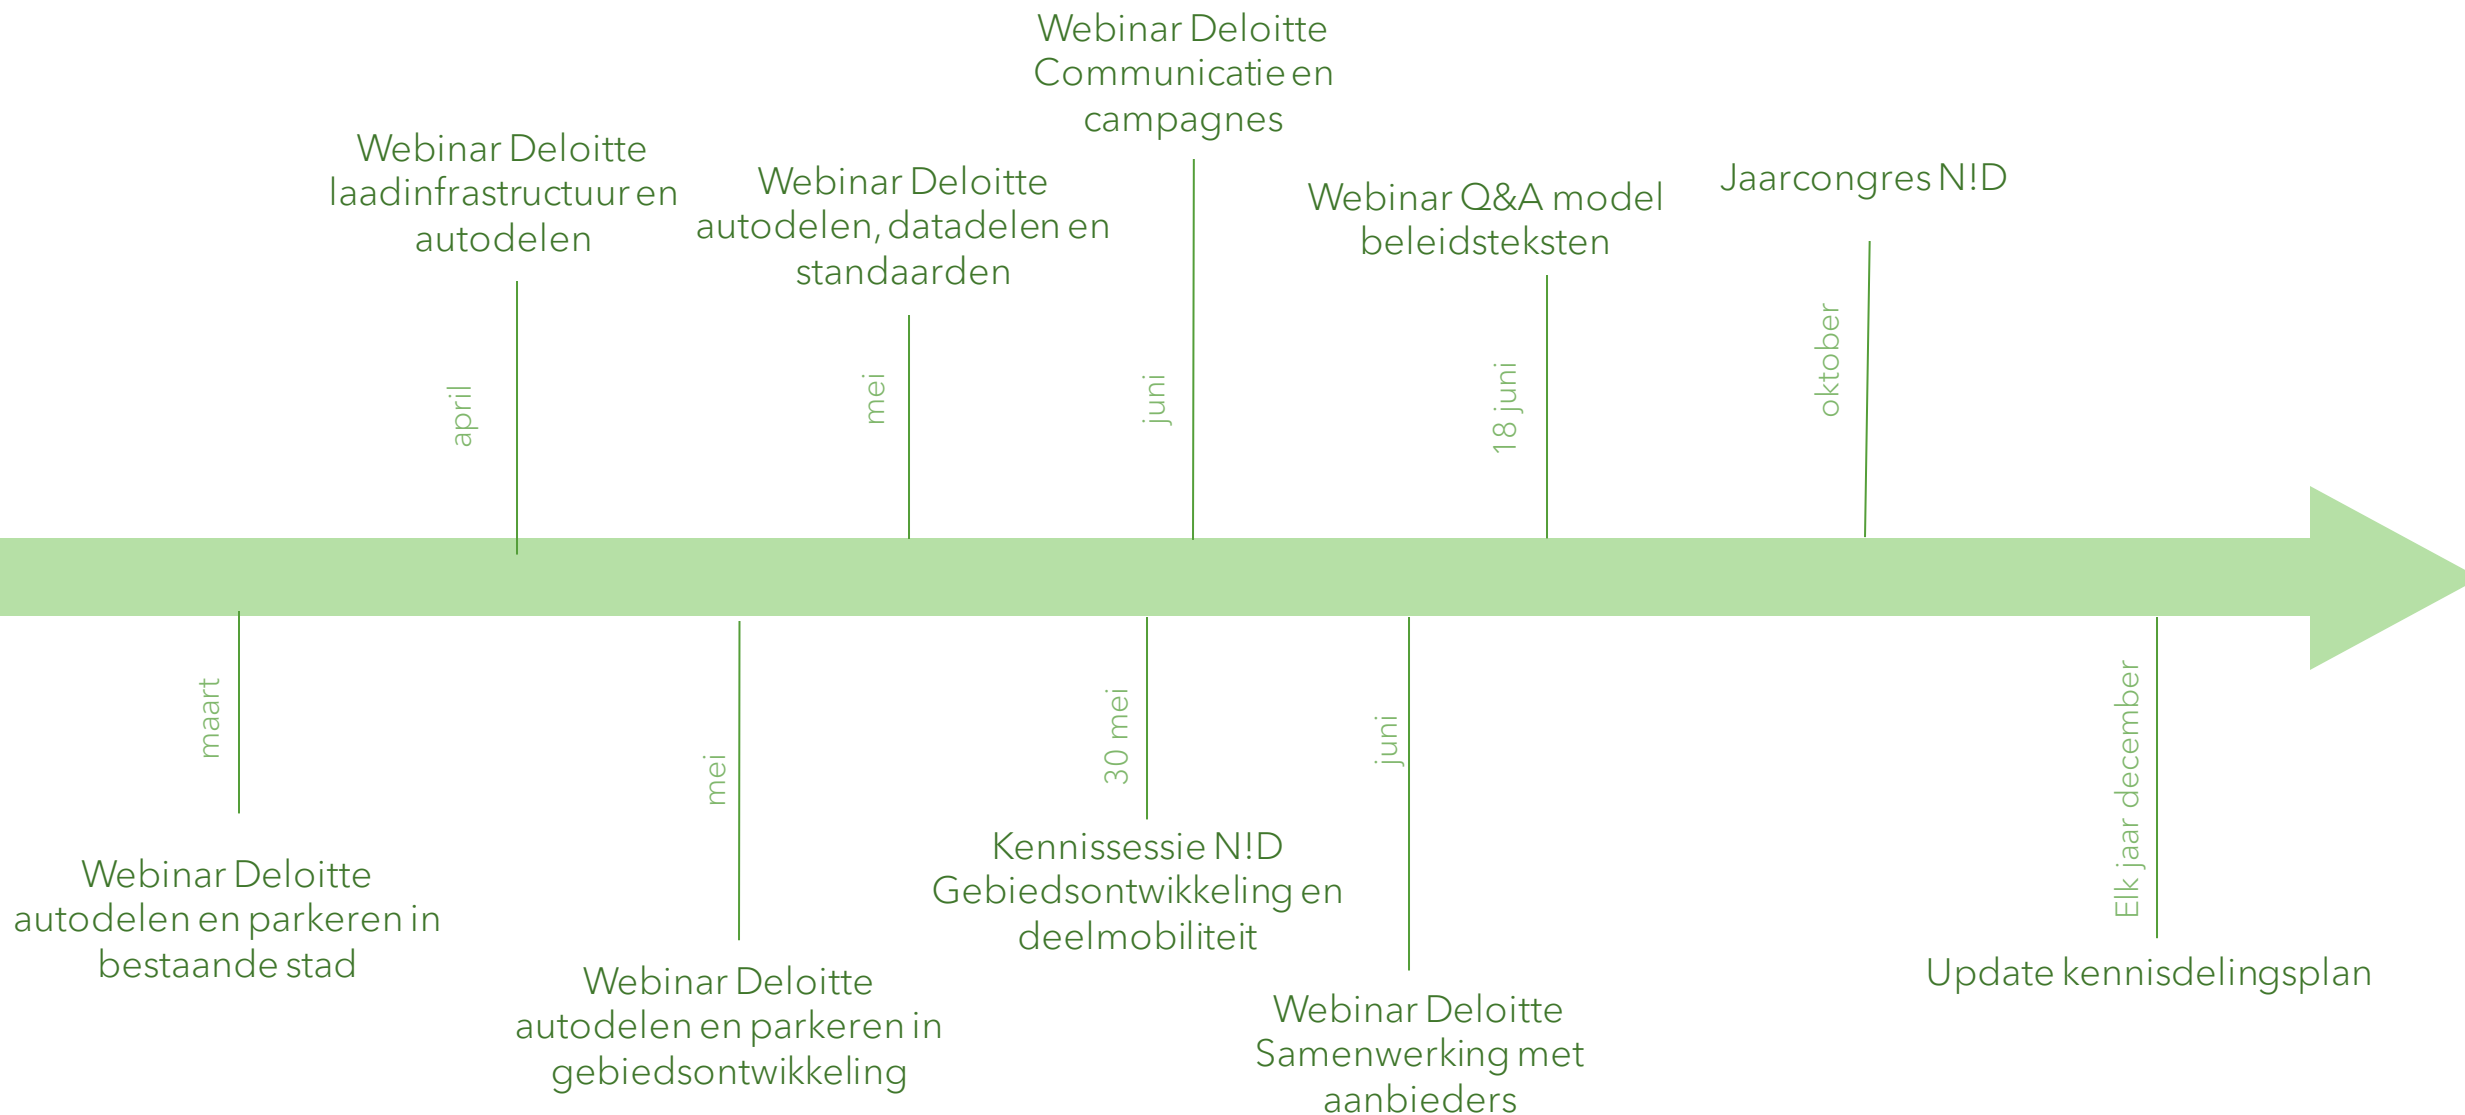 Webinar Deloitte
Communicatie en
campagnes
Webinar Deloitte
laadinfrastructuur en
autodelen
Webinar Deloitte
autodelen, datadelen en
standaarden
Webinar Q&A model
beleidsteksten
Jaarcongres N!D
april
mei
juni
18 juni
oktober
maart
mei
30 mei
juni
Elk jaar december
Webinar Deloitte
autodelen en parkeren in
bestaande stad
Webinar Deloitte
autodelen en parkeren in
gebiedsontwikkeling
Kennissessie N!D
Gebiedsontwikkeling en
deelmobiliteit
Webinar Deloitte
Samenwerking met
aanbieders
Update kennisdelingsplan